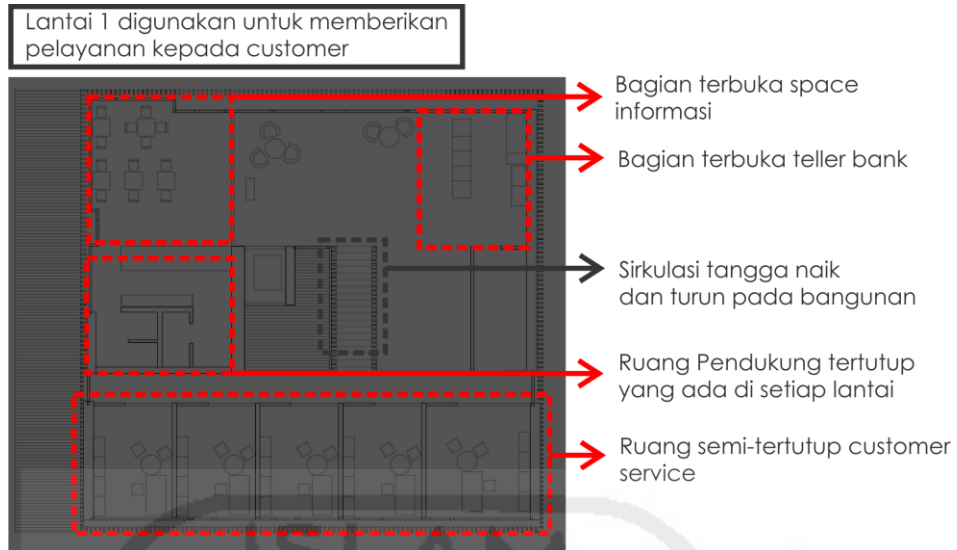 Lantai 1 digunakan untuk memberikan
pelayanan kepada customer
Bagian terbuka space
informasi
Bagian terbuka teller bank
Sirkulasi tangga naik
dan turun pada bangunan
Ruang Pendukung tertutup
yang ada di setiap lantai
Ruang semi-tertutup customer
service